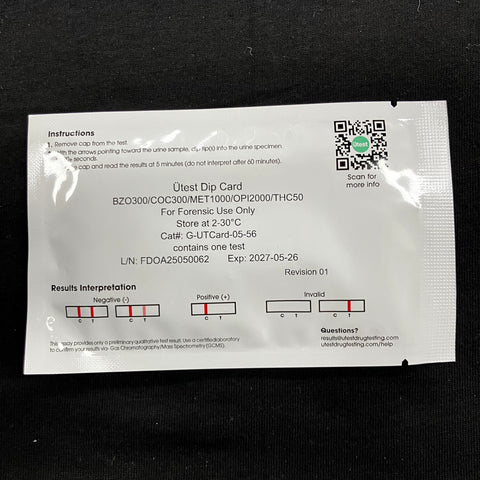 Instructions
1. Remove cap from the test.
with the arrows pointing toward the urine sample, dip tip(s) into the urine specimen
seconds.
cap and read the results at 5 minutes (do not interpret after 60 minutes).
Ütest
Scan for
more info
Ütest Dip Card
BZO300/COC300/MET1000/OPI2000/THC50
For Forensic Use Only
Store at 2-30°C
Cat#: G-UTCard-05-56
contains one test
L/N: FDOA25050062 Exp: 2027-05-26
Revision 01
Results Interpretation
Negative (-) Positive (+) Invalid
C T C T C T C T C T
This assay provides only a preliminary qualitative test result. Use a certified laboratory
to confirm your results via- Gas Chromatography/Mass Spectrometry(GCMS).
Questions?
results@utestdrugtesting.com
utestdrugtesting.com/help